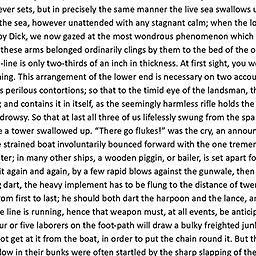 ever sets, but in precisely the same manner the live sea swallows u
the sea, however unattended with any stagnant calm; when the lo
by Dick, we now gazed at the most wondrous phenomenon which
these arms belonged ordinarily clings by them to the bed of the o
-line is only two-thirds of an inch in thickness. At first sight, you w
ning. This arrangement of the lower end is necessary on two accou
s perilous contortions; so that to the timid eye of the landsman, th
; and contains it in itself, as the seemingly harmless rifle holds the
drowsy. So that at last all three of us lifelessly swung from the spa
e a tower swallowed up. “There go flukes!” was the cry, an announ
e strained boat involuntarily bounced forward with the one tremen
ter; in many other ships, a wooden piggin, or bailer, is set apart fo
it again and again, by a few rapid blows against the gunwale, then
g dart, the heavy implement has to be flung to the distance of twen
rom first to last; he should both dart the harpoon and the lance, an
e line is running, hence that weapon must, at all events, be anticip
ur or five laborers on the foot-path will draw a bulky freighted junk
ot get at it from the boat, in order to put the chain round it. But th
low in their bunks were often startled by the sharp slapping of the